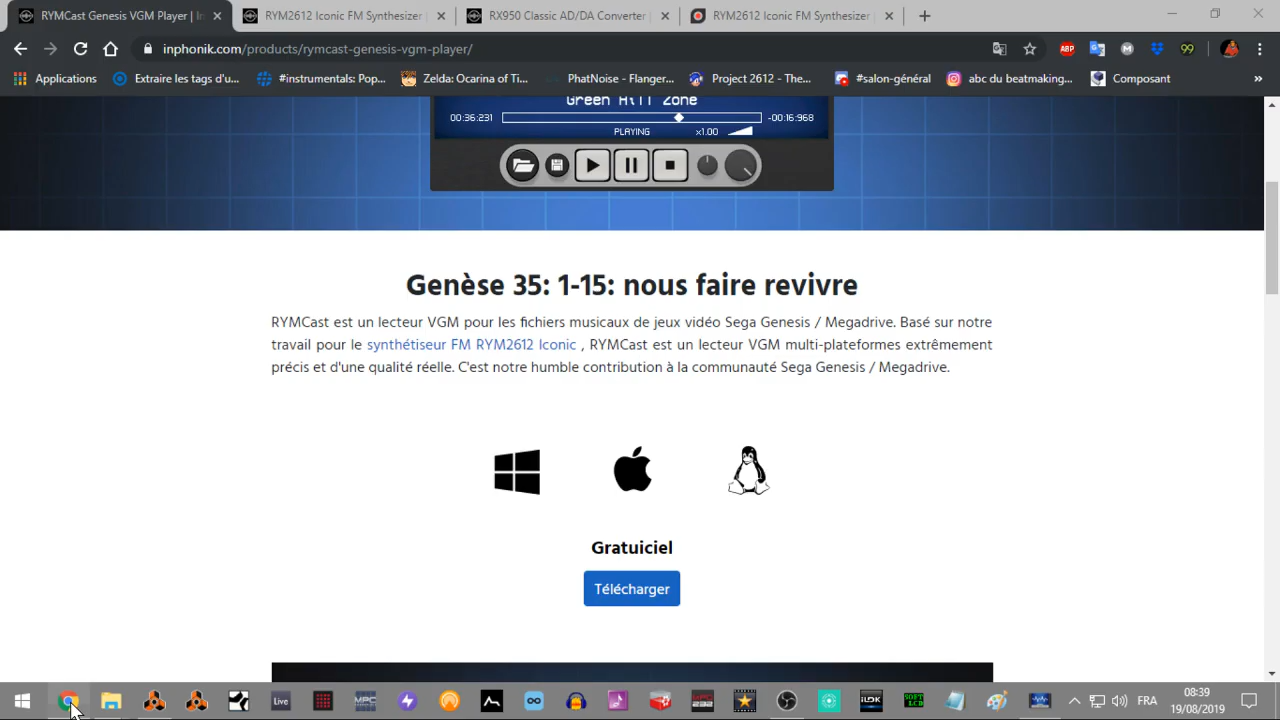 RYMCast Genesis VGM Player | In
RYM2612 Iconic FM Synthesizer
RX950 Classic AD/DA Converter |
RYM2612 Iconic FM Synthesizer
inphonik.com/products/rymcast-genesis-vgm-player/
ABP
99
Applications
Extraire les tags d'u...
#instrumentals: Pop...
Zelda: Ocarina of Ti...
PhatNoise - Flanger...
Project 2612 - The...
#salon-général
abc du beatmaking...
Composant
Green Hill Zone
00:36:231
-00:16:968
PLAYING
x1.00
Genèse 35: 1-15: nous faire revivre
RYMCast est un lecteur VGM pour les fichiers musicaux de jeux vidéo Sega Genesis / Megadrive. Basé sur notre
travail pour le synthétiseur FM RYM2612 Iconic , RYMCast est un lecteur VGM multi-plateformes extrêmement
précis et d'une qualité réelle. C'est notre humble contribution à la communauté Sega Genesis / Megadrive.
Gratuiciel
Télécharger
Live
MPC
SOFT
LCD
FRA
08:39
19/08/2019